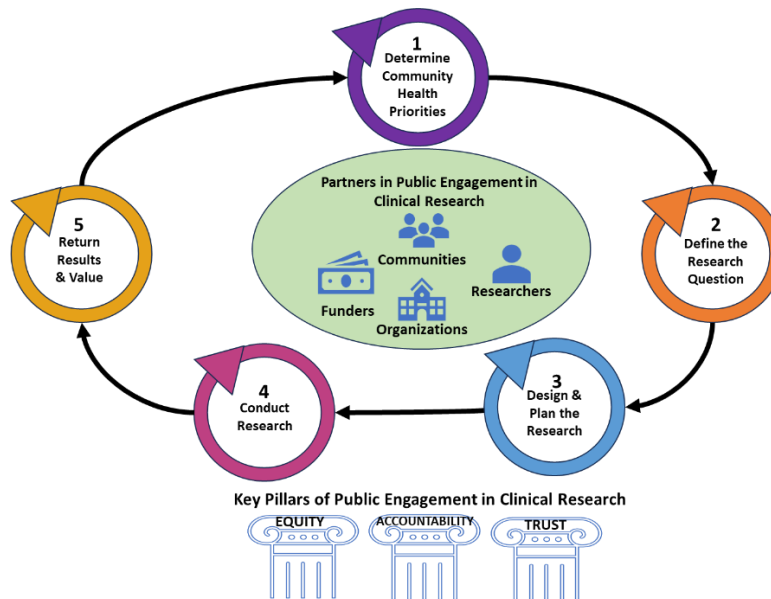 1
Determine
Community
Health
Priorities
2
Define the
Research
Question
3
Design &
Plan the
Research
4
Conduct
Research
5
Return
Results
& Value
Partners in Public Engagement in
Clinical Research
Communities
Researchers
Funders
Organizations
Key Pillars of Public Engagement in Clinical Research
EQUITY
ACCOUNTABILITY
TRUST